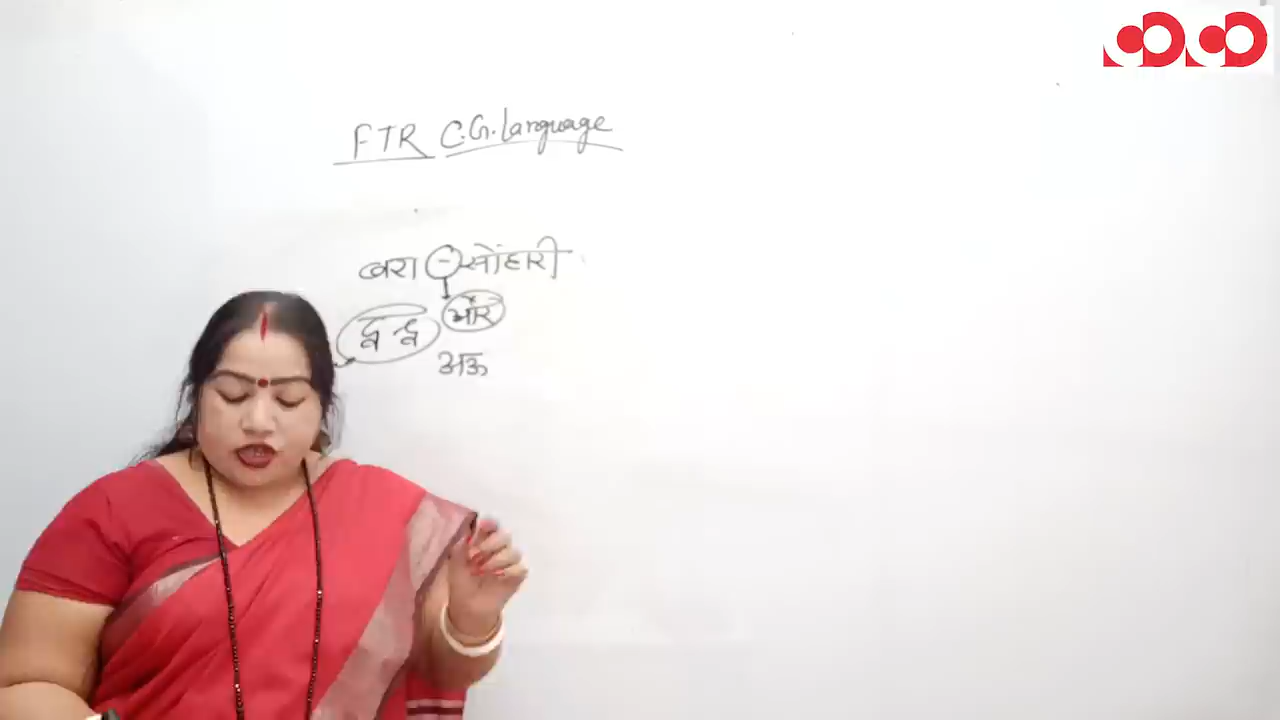 FTR C.G. Language
बरा - सोंहारी
और
द्वन्द्व
अऊ